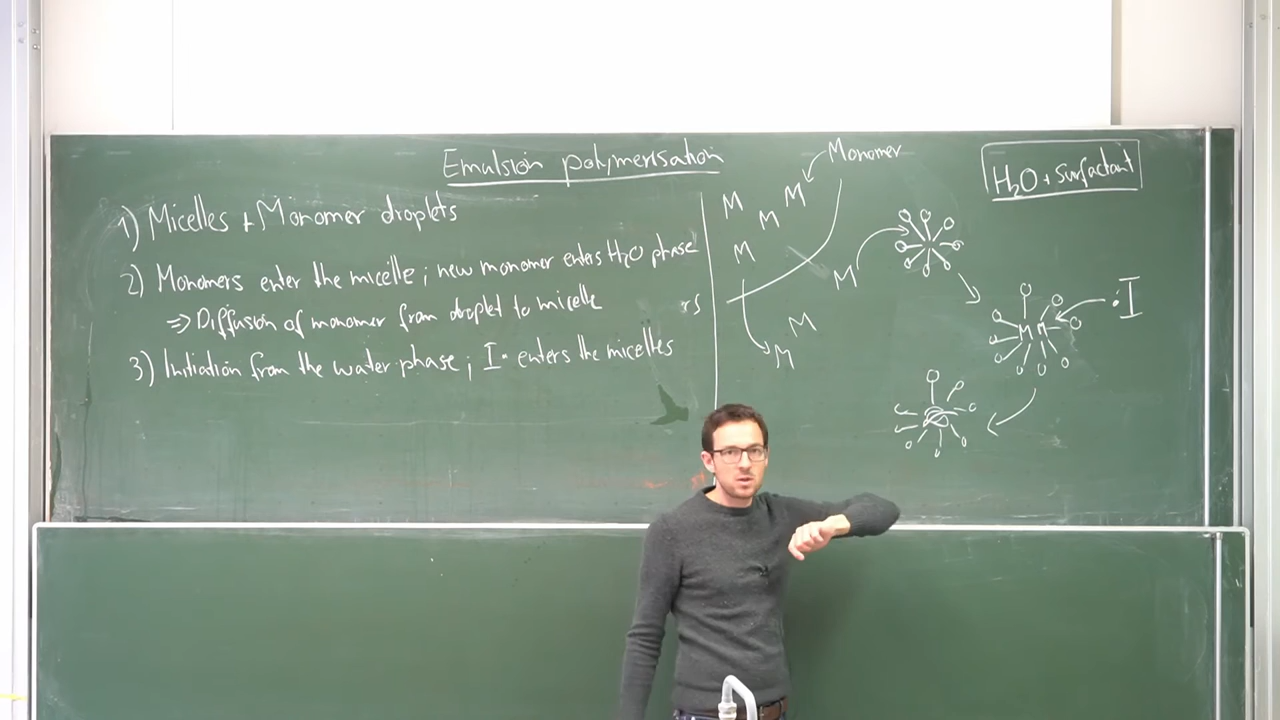 Emulsion polymerisation
1) Micelles + Monomer droplets
2) Monomers enter the micelle ; new monomer enters H₂O phase
⇒ Diffusion of monomer from droplet to micelle
3) Initiation from the water phase ; I· enters the micelles
rs
Monomer
M M M
M
M
M
M
H₂O + Surfactant
M M
·I